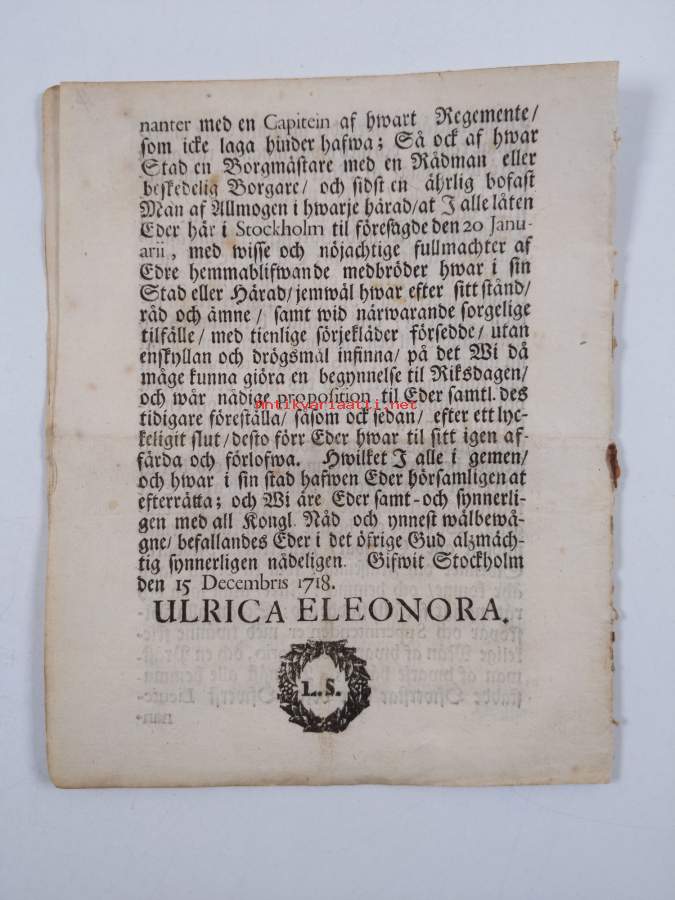 nanter med en Capitein af hwart Regemente/
som icke laga hinder hafwa; Så ock af hwar
Stad en Borgmästare med en Rådman eller
beskedelig Borgare/ och sidst en ährlig bofast
Man af Allmogen i hwarje härad/at I alle låten
Eder här i Stockholm til föresagde den 20 Janu-
arii, med wisse och nöjachtige fullmachter af
Edre hemmablifwande medbröder hwar i sin
Stad eller Härad/ jemwäl hwar efter sitt stånd/
råd och ämne/ samt wid närwarande sorgelige
tilfälle/ med tienlige sörjekläder försedde/ utan
enskyllan och drögsmål infinna/ på det Wi då
måge kunna giöra en begynnelse til Riksdagen/
och wår nådige proposition til Eder samtl. des
Antikvariaatti.net
tidigare föreställa/ såsom ock sedan/ efter ett lyc-
keligit slut/ desto förr Eder hwar til sitt igen af-
färda och förlofwa. Hwilket I alle i gemen/
och hwar i sin stad hafwen Eder hörsamligen at
efterrätta; och Wi äre Eder samt- och synnerli-
gen med all Kongl. Nåd och ynnest wälbewå-
gne/ befallandes Eder i det öfrige Gud alzmäch-
tig synnerligen nådeligen. Gifwit Stockholm
den 15 Decembris 1718.
ULRICA ELEONORA.
L.S.